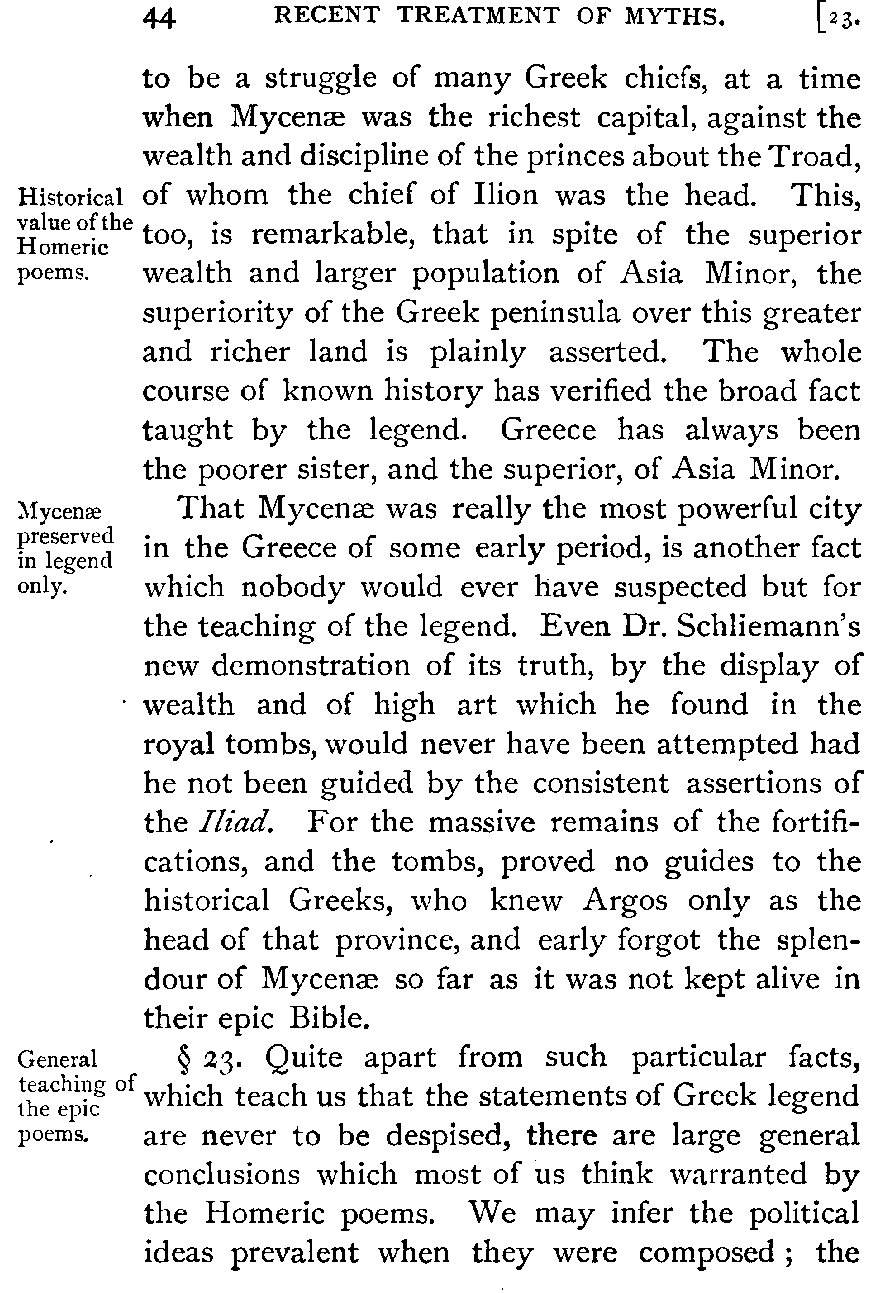 44 RECENT TREATMENT OF MYTHS. [23.
to be a struggle of many Greek chiefs, at a time
when Mycenæ was the richest capital, against the
wealth and discipline of the princes about the Troad,
Historical
value of the
Homeric
poems.
of whom the chief of Ilion was the head. This,
too, is remarkable, that in spite of the superior
wealth and larger population of Asia Minor, the
superiority of the Greek peninsula over this greater
and richer land is plainly asserted. The whole
course of known history has verified the broad fact
taught by the legend. Greece has always been
the poorer sister, and the superior, of Asia Minor.
Mycenæ
preserved
in legend
only.
That Mycenæ was really the most powerful city
in the Greece of some early period, is another fact
which nobody would ever have suspected but for
the teaching of the legend. Even Dr. Schliemann's
new demonstration of its truth, by the display of
wealth and of high art which he found in the
royal tombs, would never have been attempted had
he not been guided by the consistent assertions of
the Iliad. For the massive remains of the fortifi-
cations, and the tombs, proved no guides to the
historical Greeks, who knew Argos only as the
head of that province, and early forgot the splen-
dour of Mycenæ so far as it was not kept alive in
their epic Bible.
General
teaching of
the epic
poems.
§ 23. Quite apart from such particular facts,
which teach us that the statements of Greek legend
are never to be despised, there are large general
conclusions which most of us think warranted by
the Homeric poems. We may infer the political
ideas prevalent when they were composed ; the